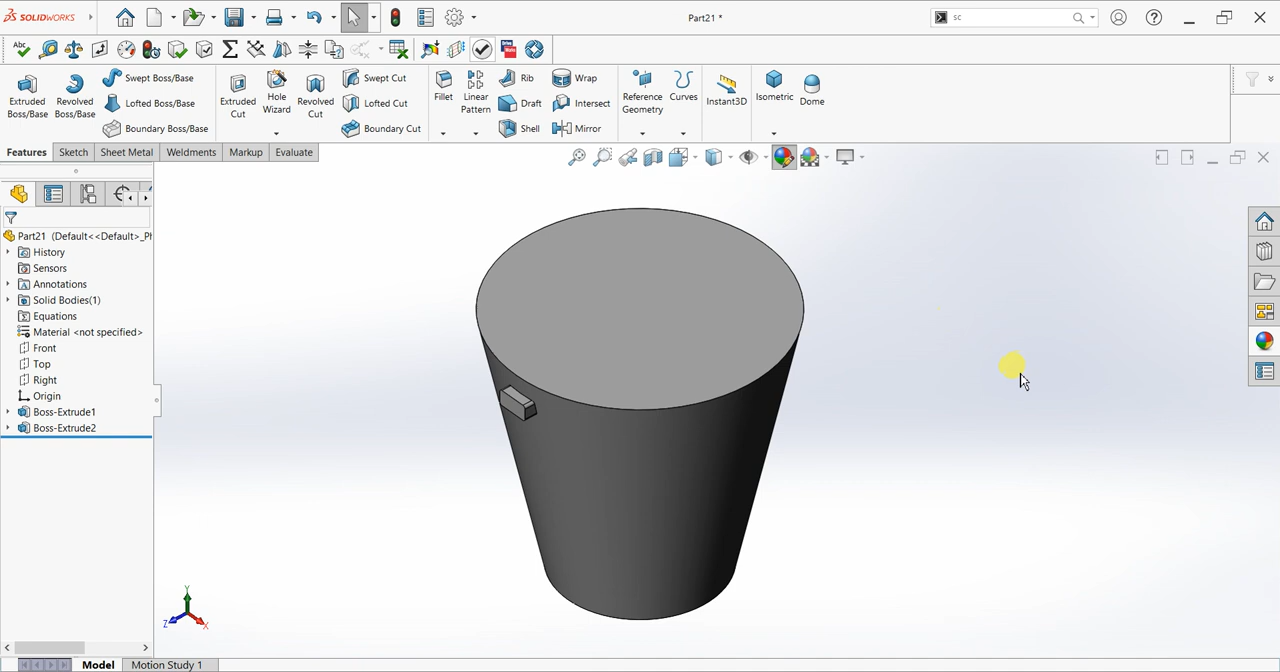 SOLIDWORKS
Part21 *
sc
Extruded Boss/Base
Revolved Boss/Base
Swept Boss/Base
Lofted Boss/Base
Boundary Boss/Base
Extruded Cut
Hole Wizard
Revolved Cut
Swept Cut
Lofted Cut
Boundary Cut
Fillet
Linear Pattern
Rib
Draft
Shell
Wrap
Intersect
Mirror
Reference Geometry
Curves
Instant3D
Isometric
Dome
Features
Sketch
Sheet Metal
Weldments
Markup
Evaluate
Part21 (Default<<Default>_Ph
History
Sensors
Annotations
Solid Bodies(1)
Equations
Material <not specified>
Front
Top
Right
Origin
Boss-Extrude1
Boss-Extrude2
Y
Z
X
Model
Motion Study 1